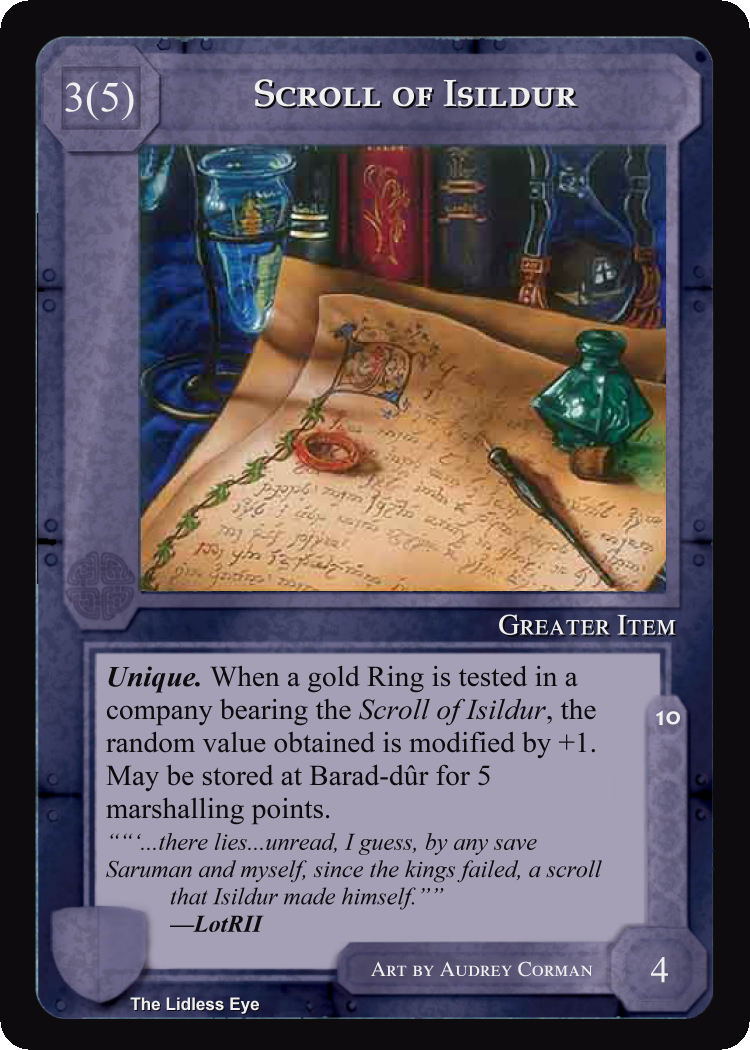 3(5)
Scroll of Isildur
Greater Item
Unique. When a gold Ring is tested in a
company bearing the Scroll of Isildur, the
random value obtained is modified by +1.
May be stored at Barad-dûr for 5
marshalling points.
““‘...there lies...unread, I guess, by any save
Saruman and myself, since the kings failed, a scroll
that Isildur made himself.””
—LotRII
10
Art by Audrey Corman
4
The Lidless Eye